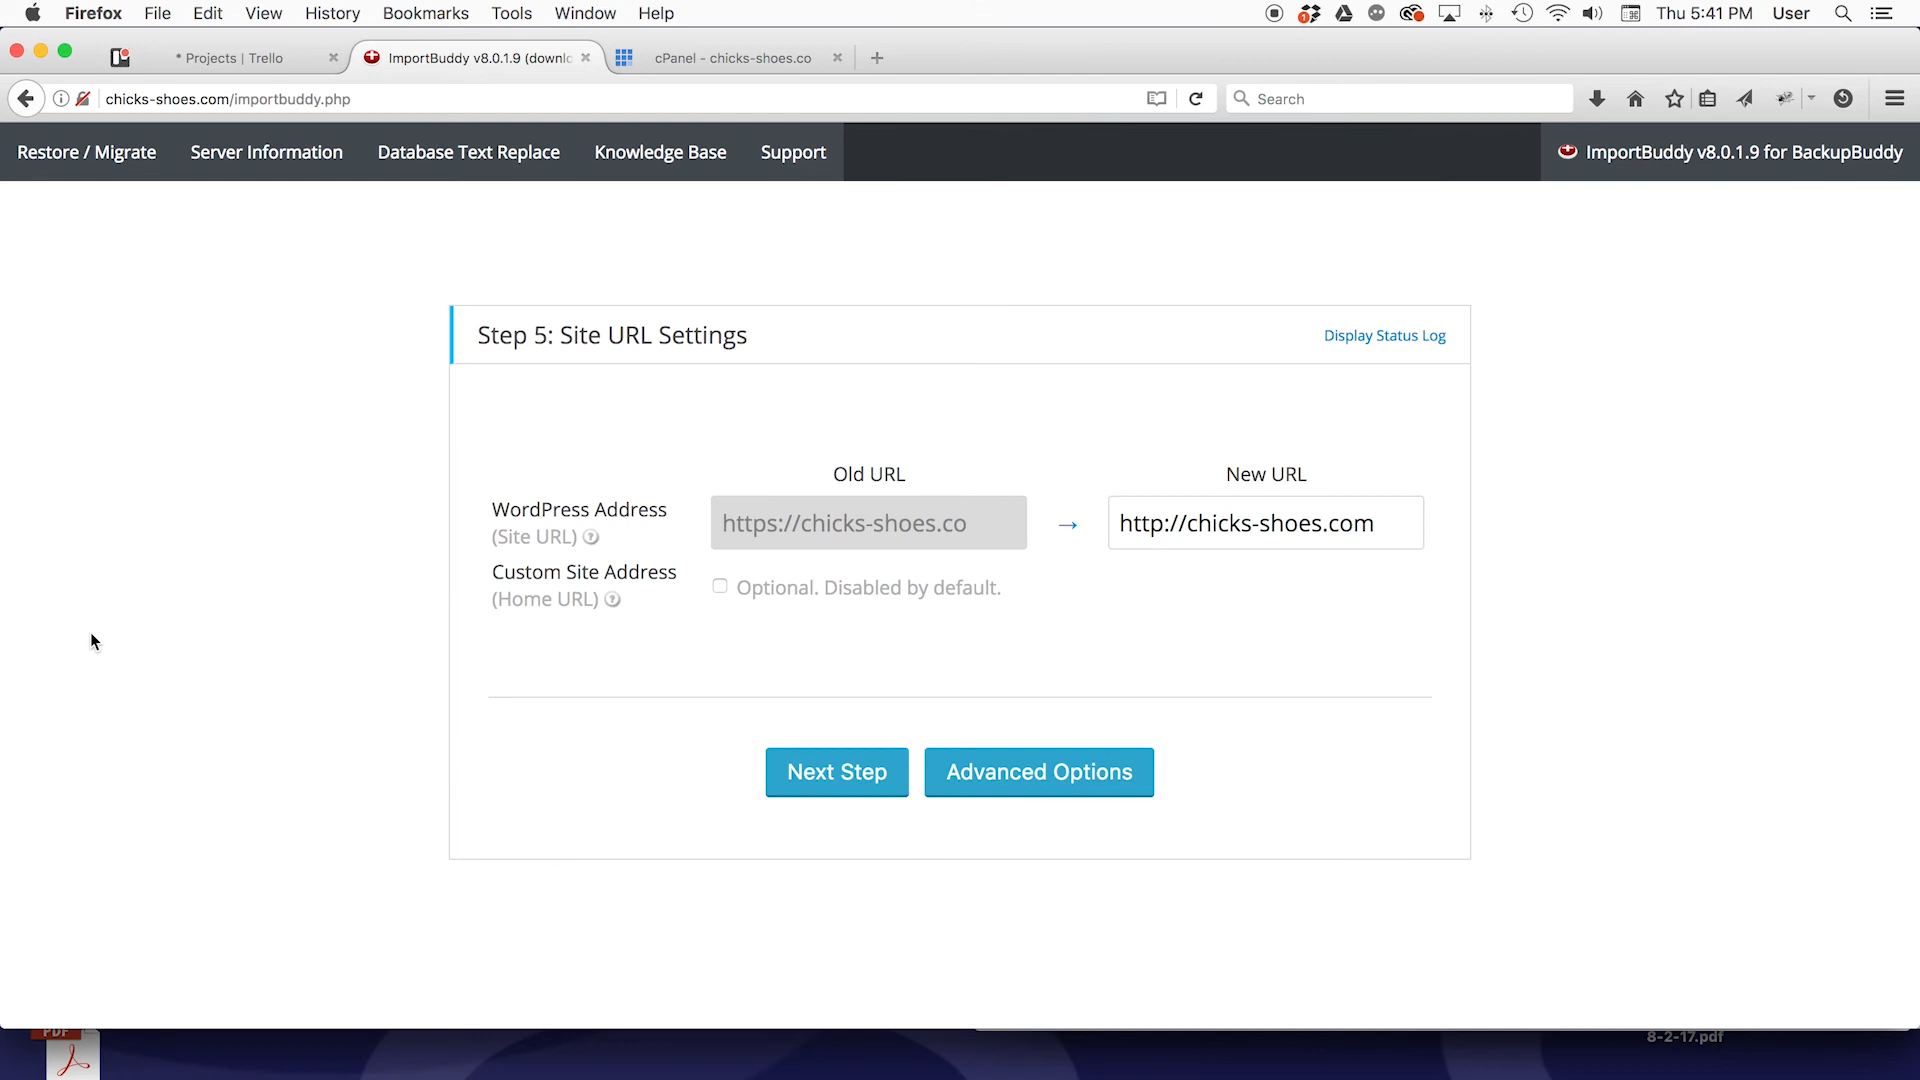 Firefox File Edit View History Bookmarks Tools Window Help
1
Thu 5:41 PM User
* Projects | Trello
ImportBuddy v8.0.1.9 (downlo
cPanel - chicks-shoes.co
chicks-shoes.com/importbuddy.php
Search
Restore / Migrate Server Information Database Text Replace Knowledge Base Support
ImportBuddy v8.0.1.9 for BackupBuddy
Step 5: Site URL Settings
Display Status Log
Old URL New URL
WordPress Address
(Site URL) ?
https://chicks-shoes.co → http://chicks-shoes.com
Custom Site Address
(Home URL) ?
Optional. Disabled by default.
Next Step Advanced Options
PDF
8-2-17.pdf